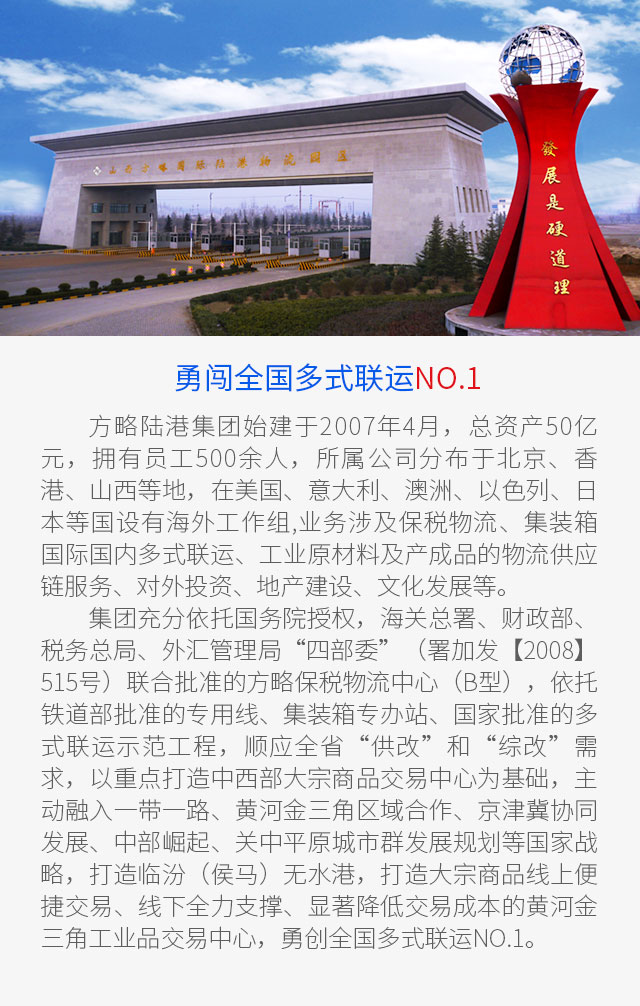 山西方略国际陆港物流园区
發展是硬道理
勇闯全国多式联运NO.1
方略陆港集团始建于2007年4月，总资产50亿
元，拥有员工500余人，所属公司分布于北京、香
港、山西等地，在美国、意大利、澳洲、以色列、日
本等国设有海外工作组,业务涉及保税物流、集装箱
国际国内多式联运、工业原材料及产成品的物流供应
链服务、对外投资、地产建设、文化发展等。
集团充分依托国务院授权，海关总署、财政部、
税务总局、外汇管理局“四部委”（署加发【2008】
515号）联合批准的方略保税物流中心（B型），依托
铁道部批准的专用线、集装箱专办站、国家批准的多
式联运示范工程，顺应全省“供改”和“综改”需
求，以重点打造中西部大宗商品交易中心为基础，主
动融入一带一路、黄河金三角区域合作、京津冀协同
发展、中部崛起、关中平原城市群发展规划等国家战
略，打造临汾（侯马）无水港，打造大宗商品线上便
捷交易、线下全力支撑、显著降低交易成本的黄河金
三角工业品交易中心，勇创全国多式联运NO.1。